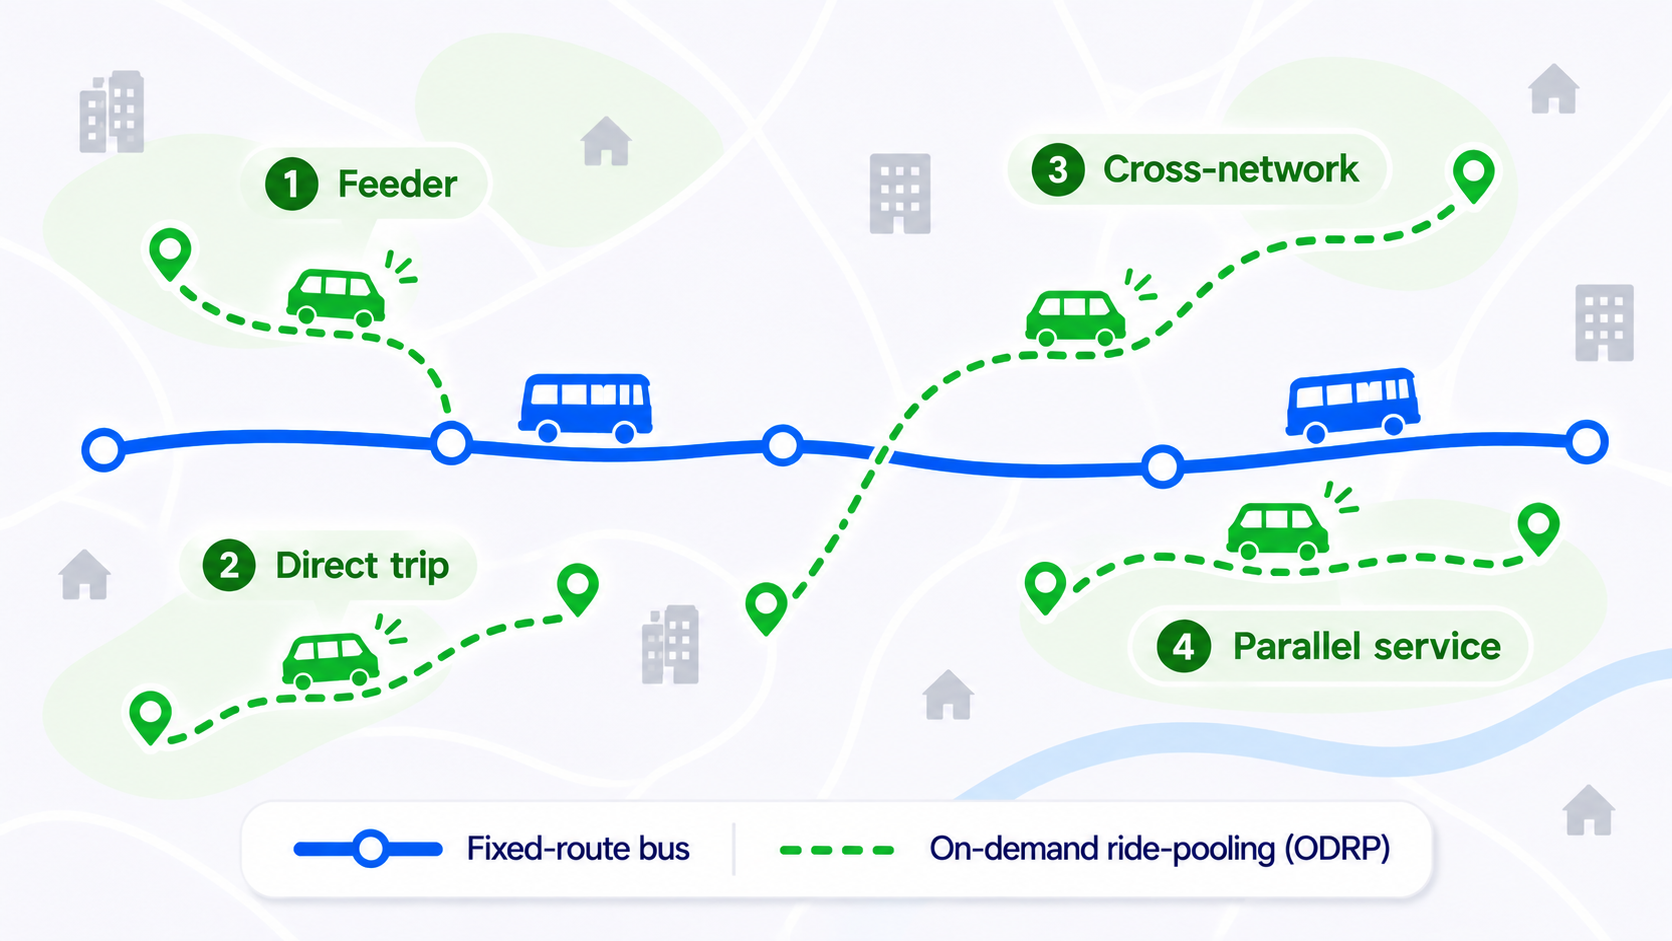 1 Feeder
3 Cross-network
2 Direct trip
4 Parallel service
Fixed-route bus
On-demand ride-pooling (ODRP)